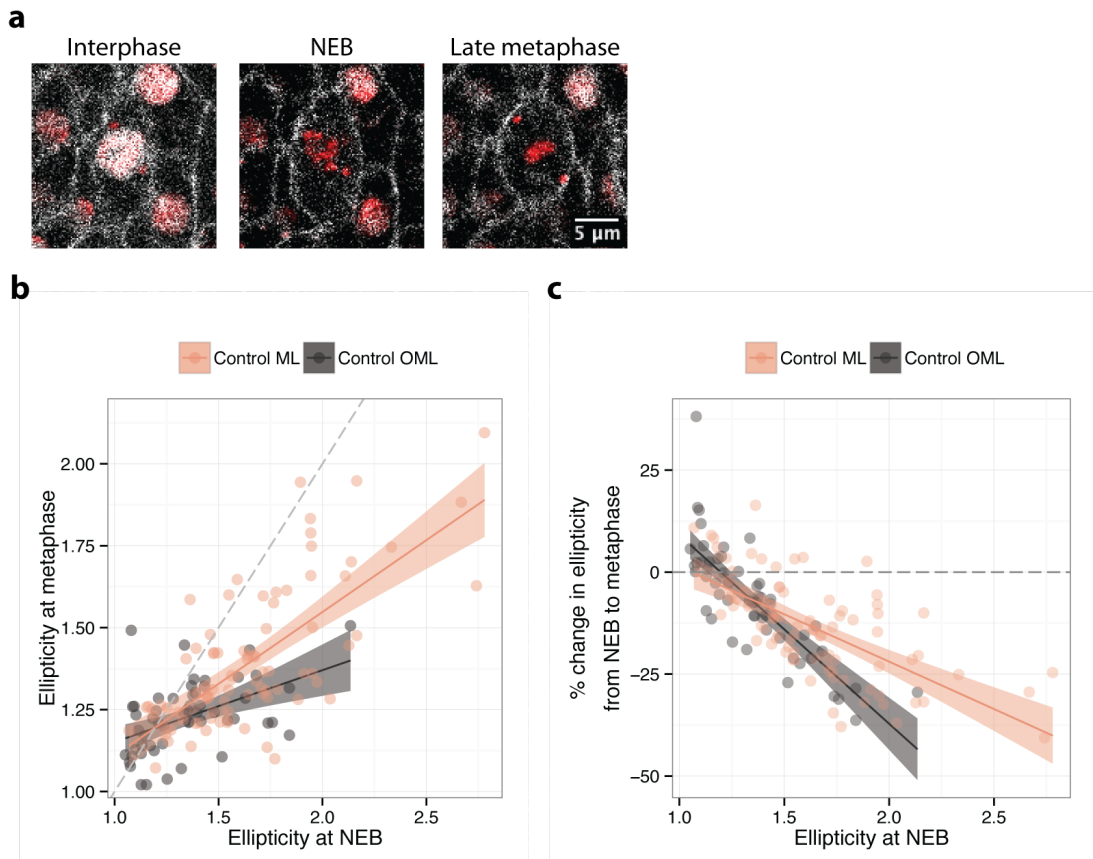 a
Interphase
NEB
Late metaphase
5 µm
b
Control ML
Control OML
Ellipticity at metaphase
2.00
1.75
1.50
1.25
1.00
1.0
1.5
2.0
2.5
Ellipticity at NEB
c
Control ML
Control OML
% change in ellipticity
from NEB to metaphase
25
0
−25
−50
1.0
1.5
2.0
2.5
Ellipticity at NEB